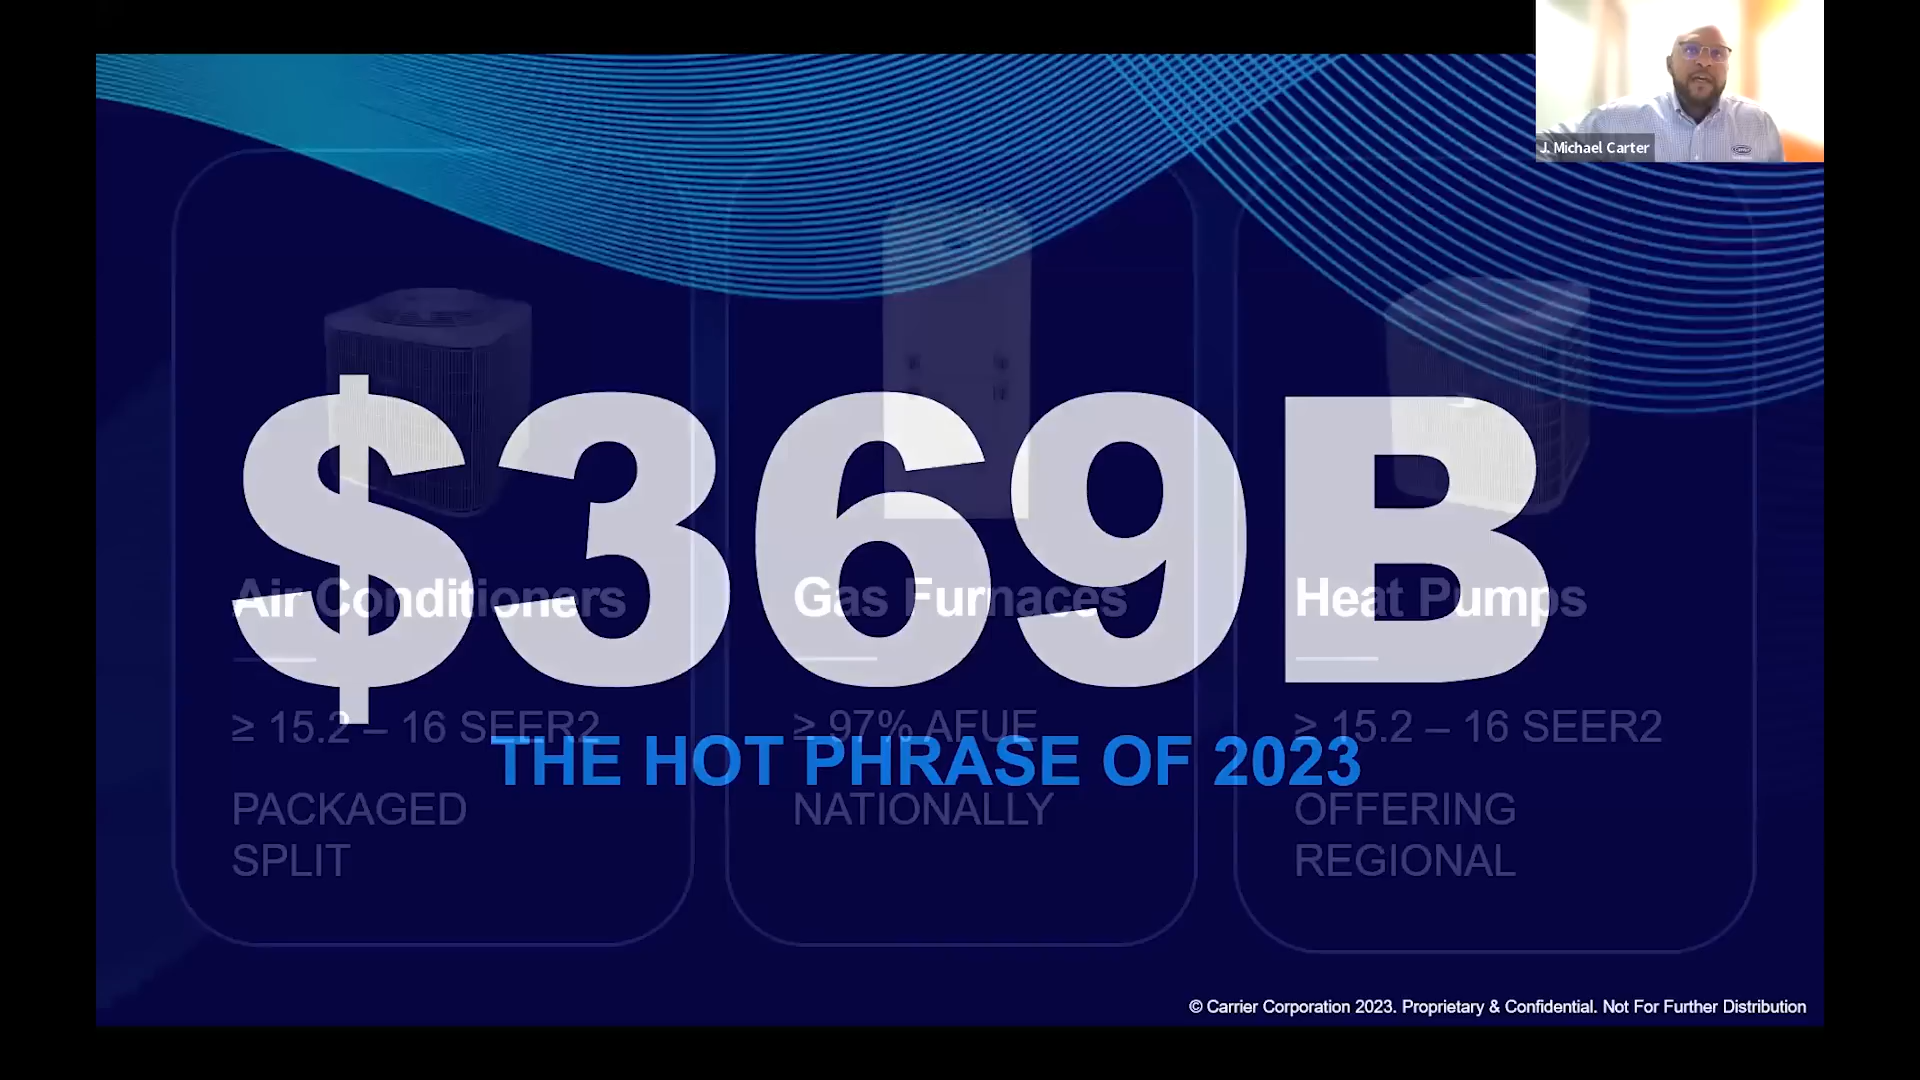 J. Michael Carter
$369B
Air Conditioners
Gas Furnaces
Heat Pumps
≥ 15.2 – 16 SEER2
≥ 97% AFUE
≥ 15.2 – 16 SEER2
THE HOT PHRASE OF 2023
PACKAGED
SPLIT
NATIONALLY
OFFERING
REGIONAL
© Carrier Corporation 2023. Proprietary & Confidential. Not For Further Distribution